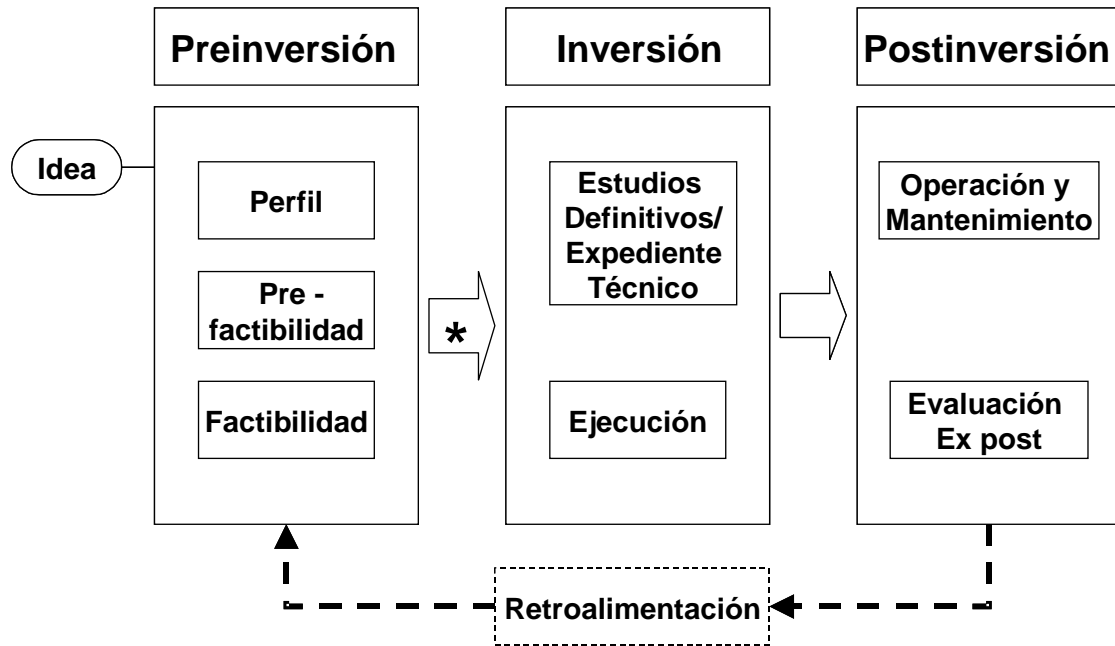 Preinversión
Inversión
Postinversión
Idea
Perfil
Pre -
factibilidad
Factibilidad
*
Estudios
Definitivos/
Expediente
Técnico
Ejecución
Operación y
Mantenimiento
Evaluación
Ex post
Retroalimentación